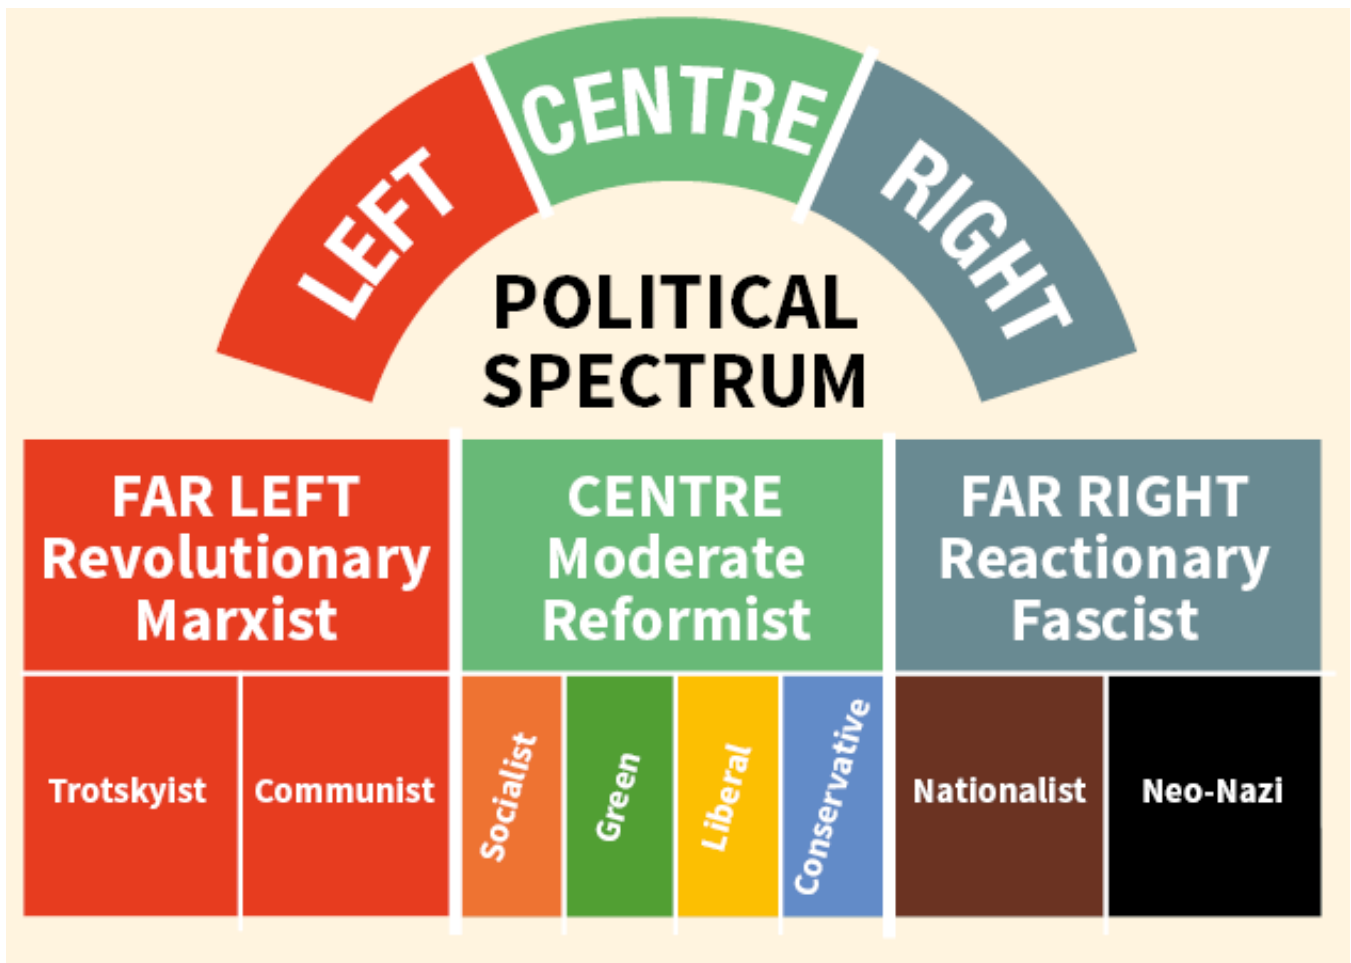 LEFT
CENTRE
RIGHT
POLITICAL
SPECTRUM
FAR LEFT
Revolutionary
Marxist
CENTRE
Moderate
Reformist
FAR RIGHT
Reactionary
Fascist
Trotskyist
Communist
Socialist
Green
Liberal
Conservative
Nationalist
Neo-Nazi